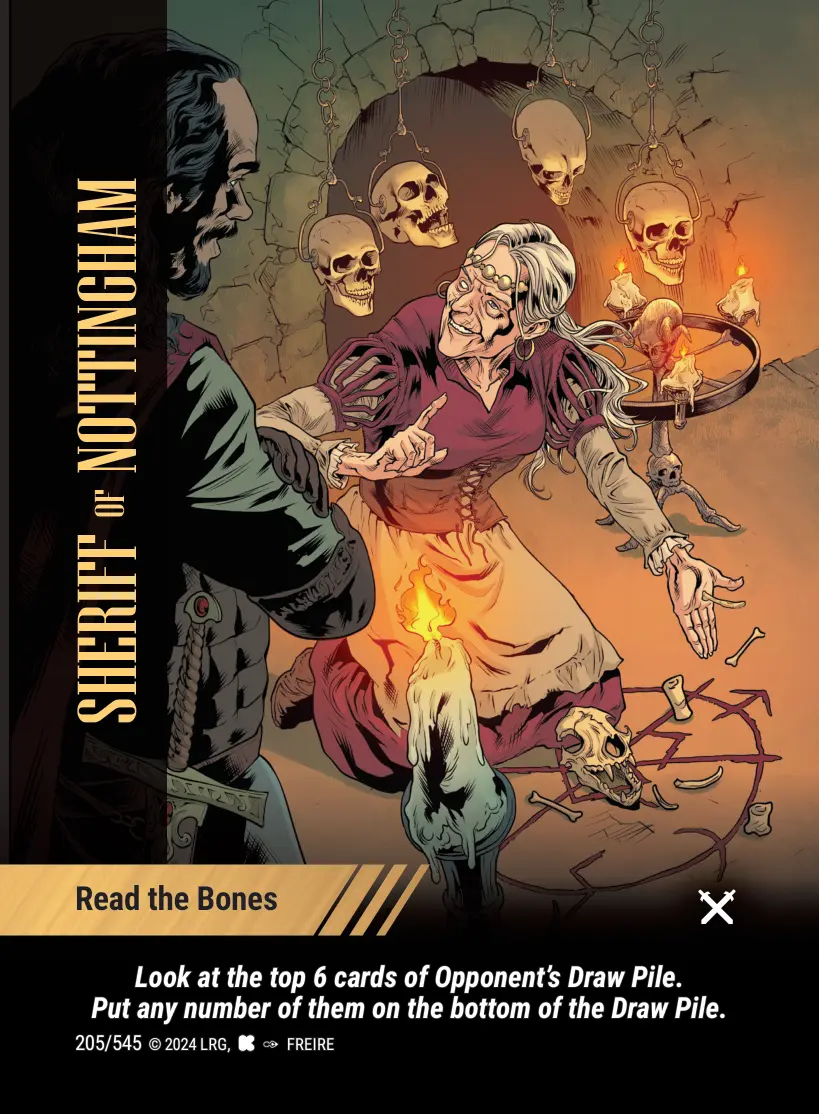 SHERIFF OF NOTTINGHAM
Read the Bones
Look at the top 6 cards of Opponent’s Draw Pile.
Put any number of them on the bottom of the Draw Pile.
205/545 © 2024 LRG, FREIRE